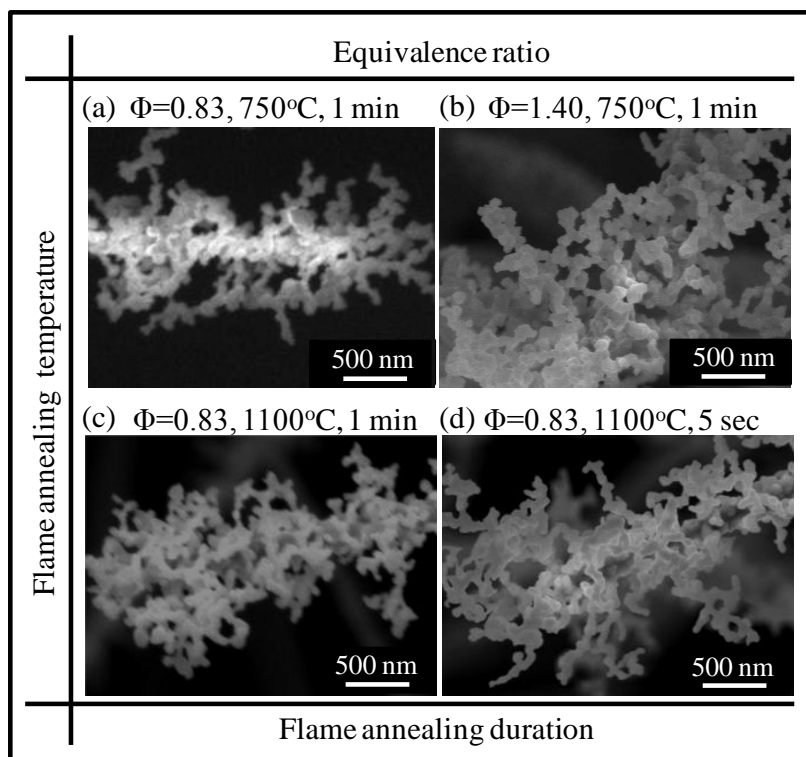 Equivalence ratio
Flame annealing temperature
(a) Φ=0.83, 750°C, 1 min
(b) Φ=1.40, 750°C, 1 min
500 nm
500 nm
(c) Φ=0.83, 1100°C, 1 min
(d) Φ=0.83, 1100°C, 5 sec
500 nm
500 nm
Flame annealing duration